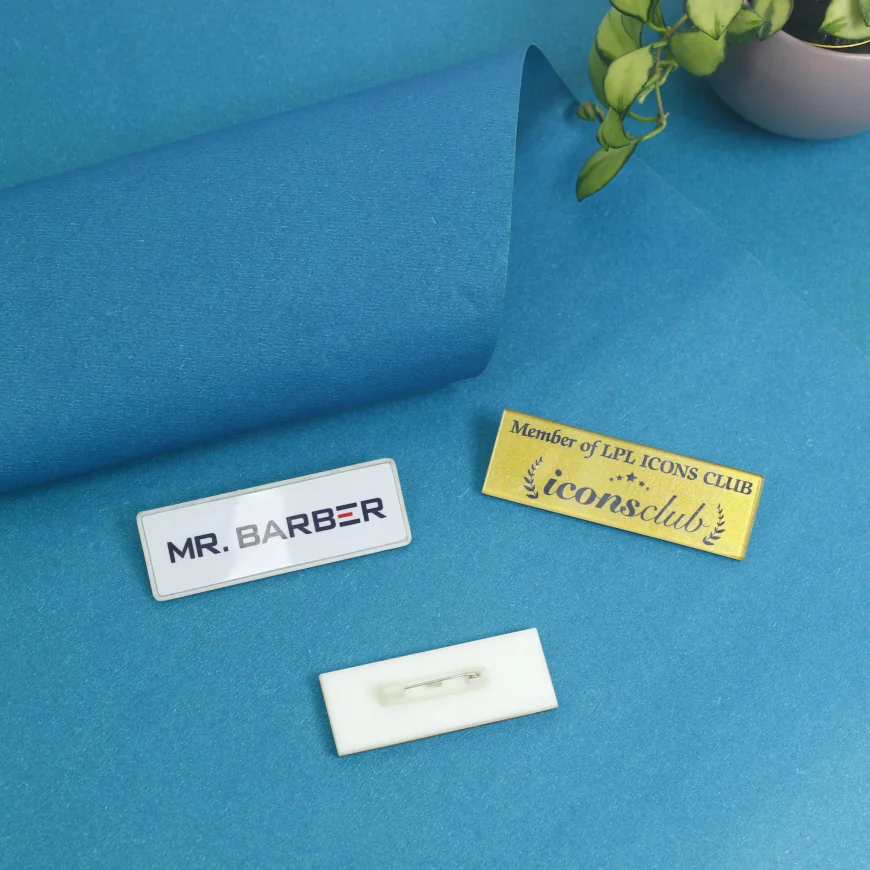 Member of LPL ICONS CLUB
iconsclub
MR. BARBER